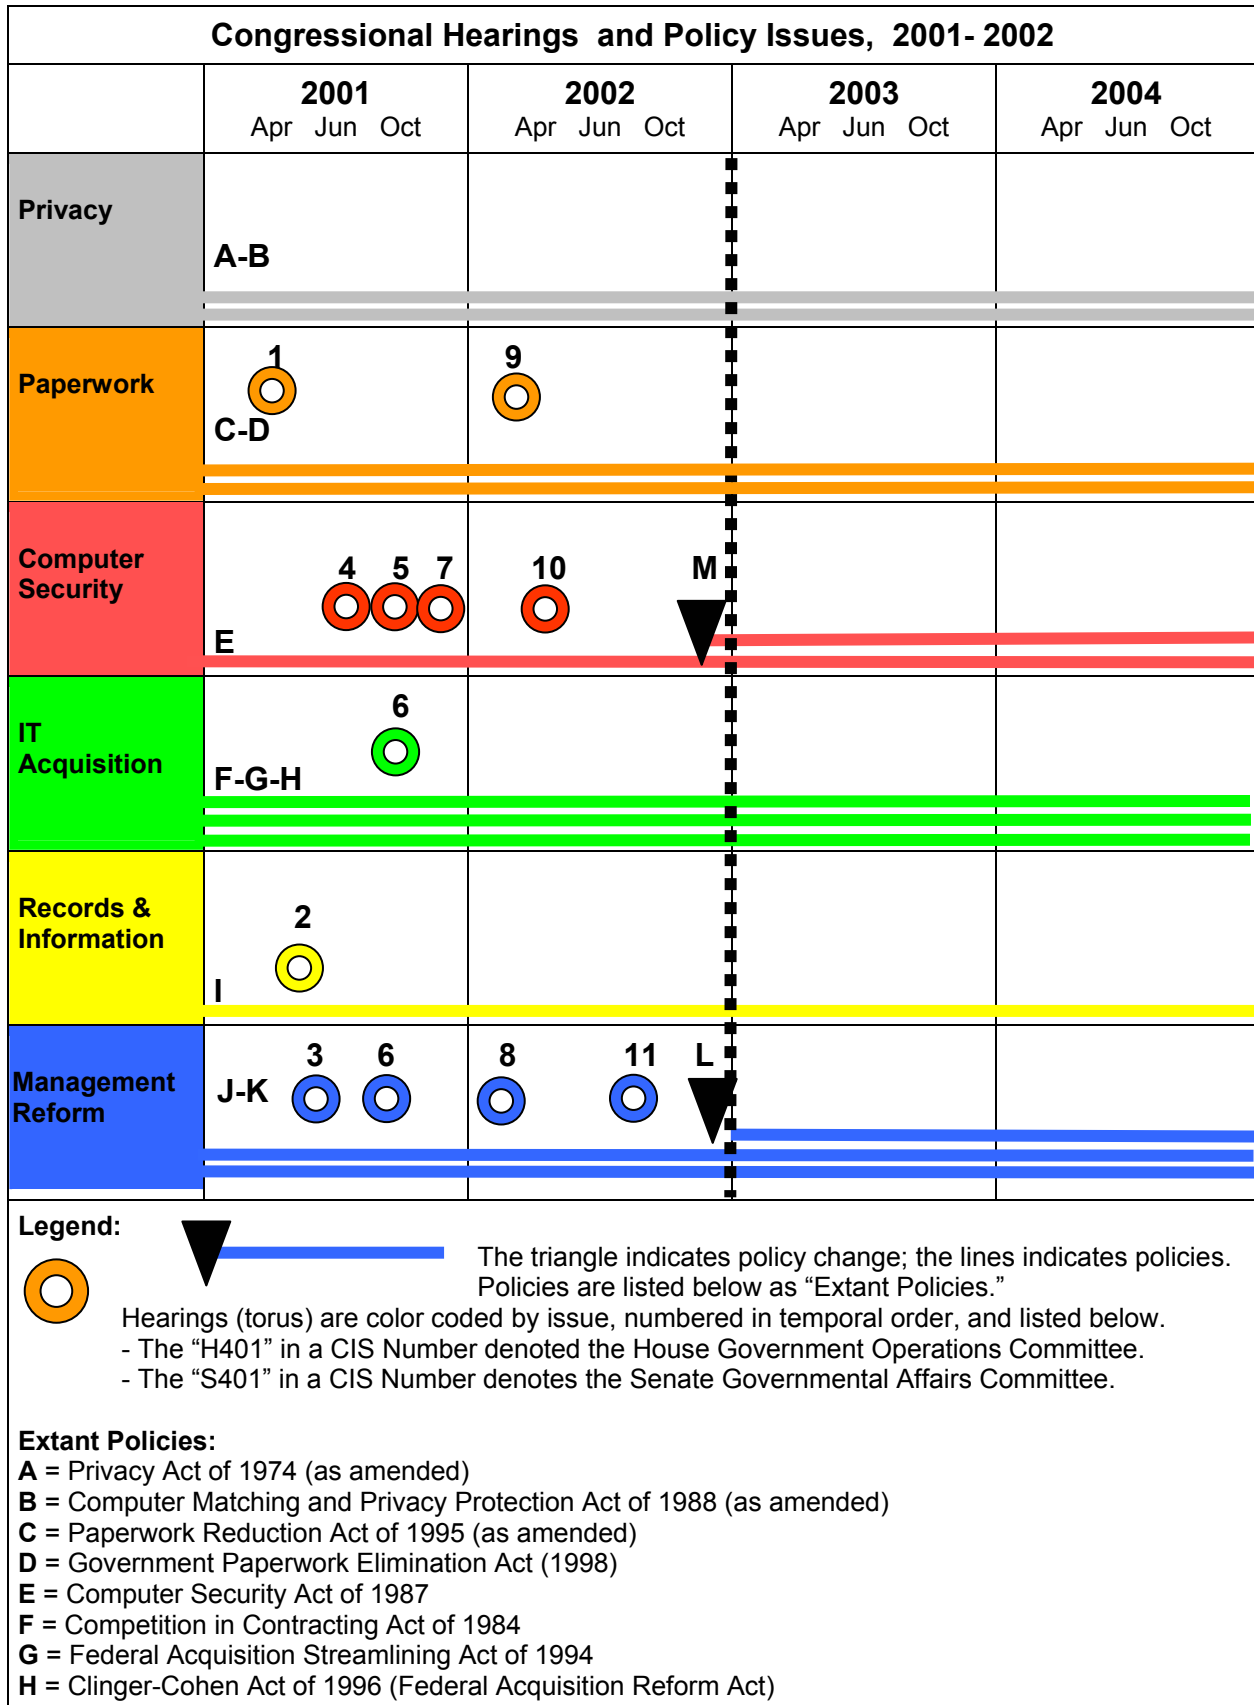 Congressional Hearings and Policy Issues, 2001- 2002
2001 2002 2003 2004
Apr Jun Oct Apr Jun Oct Apr Jun Oct Apr Jun Oct
Privacy
A-B
1 9
Paperwork
C-D
Computer
Security
4 5 7 10 M
E
6
IT
Acquisition
F-G-H
Records &
Information
2
I
3 6 8 11 L
Management
Reform
J-K
Legend:
The triangle indicates policy change; the lines indicates policies.
Policies are listed below as “Extant Policies.”
Hearings (torus) are color coded by issue, numbered in temporal order, and listed below.
- The “H401” in a CIS Number denoted the House Government Operations Committee.
- The “S401” in a CIS Number denotes the Senate Governmental Affairs Committee.
Extant Policies:
A = Privacy Act of 1974 (as amended)
B = Computer Matching and Privacy Protection Act of 1988 (as amended)
C = Paperwork Reduction Act of 1995 (as amended)
D = Government Paperwork Elimination Act (1998)
E = Computer Security Act of 1987
F = Competition in Contracting Act of 1984
G = Federal Acquisition Streamlining Act of 1994
H = Clinger-Cohen Act of 1996 (Federal Acquisition Reform Act)